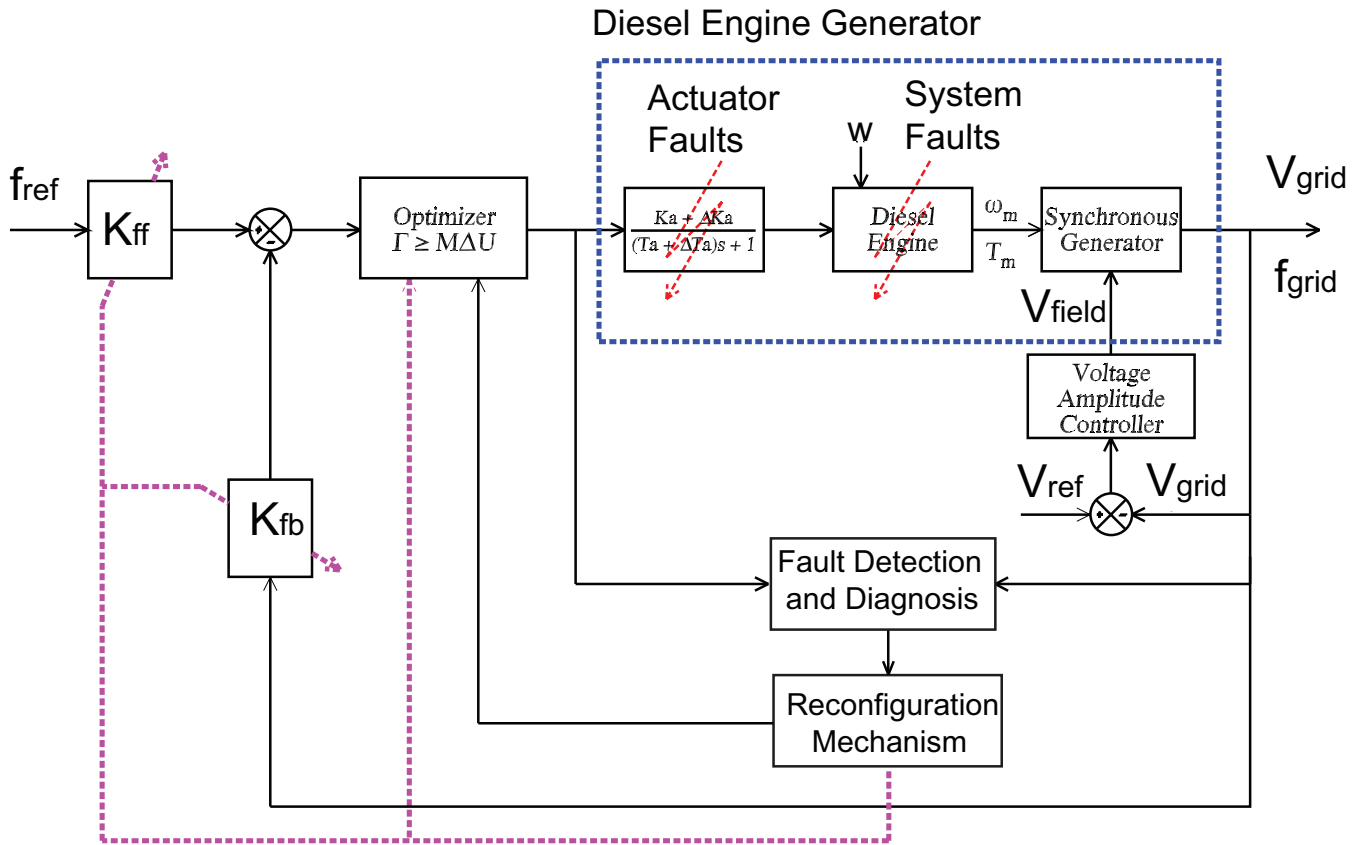 Diesel Engine Generator
Actuator
Faults
System
Faults
w
f_ref
K_ff
+
-
Optimizer
Γ ≥ MΔU
Ka + ΔKa
(Ta + ΔTa)s + 1
Diesel
Engine
ω_m
T_m
Synchronous
Generator
V_grid
f_grid
V_field
Voltage
Amplitude
Controller
V_ref
+
-
V_grid
K_fb
Fault Detection
and Diagnosis
Reconfiguration
Mechanism